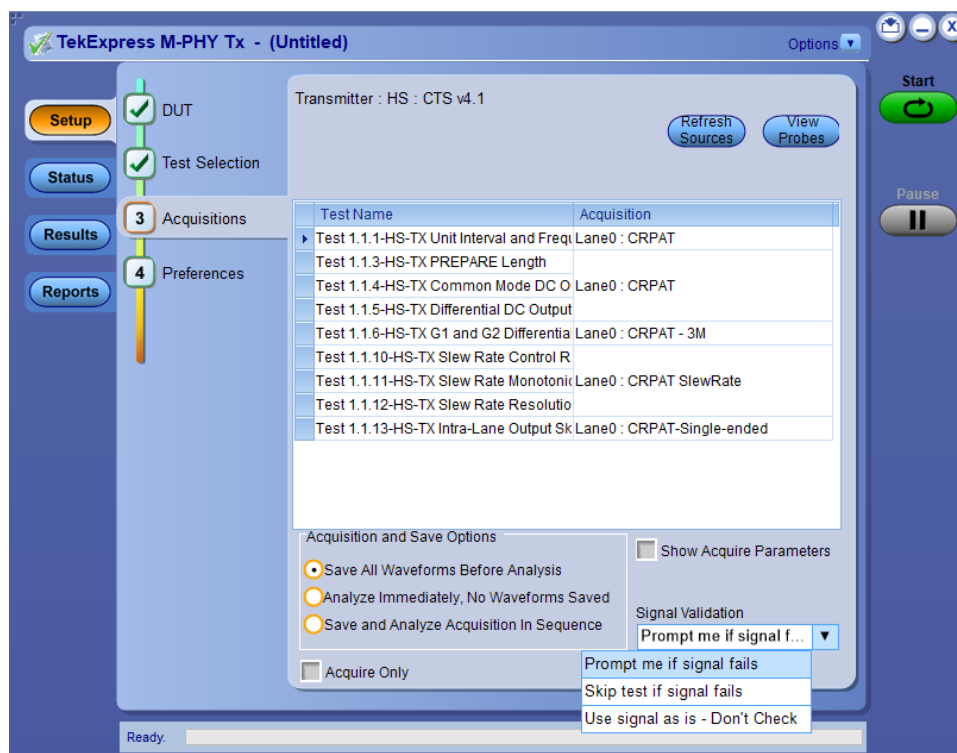 TekExpress M-PHY Tx - (Untitled)
Options
X
Start
Pause
Setup
Status
Results
Reports
DUT
Test Selection
3 Acquisitions
4 Preferences
Transmitter : HS : CTS v4.1
Refresh Sources
View Probes
Test Name Acquisition
Test 1.1.1-HS-TX Unit Interval and Frequ Lane0 : CRPAT
Test 1.1.3-HS-TX PREPARE Length
Test 1.1.4-HS-TX Common Mode DC O Lane0 : CRPAT
Test 1.1.5-HS-TX Differential DC Output
Test 1.1.6-HS-TX G1 and G2 Differentia Lane0 : CRPAT - 3M
Test 1.1.10-HS-TX Slew Rate Control R
Test 1.1.11-HS-TX Slew Rate Monotonic Lane0 : CRPAT SlewRate
Test 1.1.12-HS-TX Slew Rate Resolutio
Test 1.1.13-HS-TX Intra-Lane Output Sk Lane0 : CRPAT-Single-ended
Acquisition and Save Options
Save All Waveforms Before Analysis
Analyze Immediately, No Waveforms Saved
Save and Analyze Acquisition In Sequence
Acquire Only
Show Acquire Parameters
Signal Validation
Prompt me if signal f...
Prompt me if signal fails
Skip test if signal fails
Use signal as is - Don't Check
Ready.